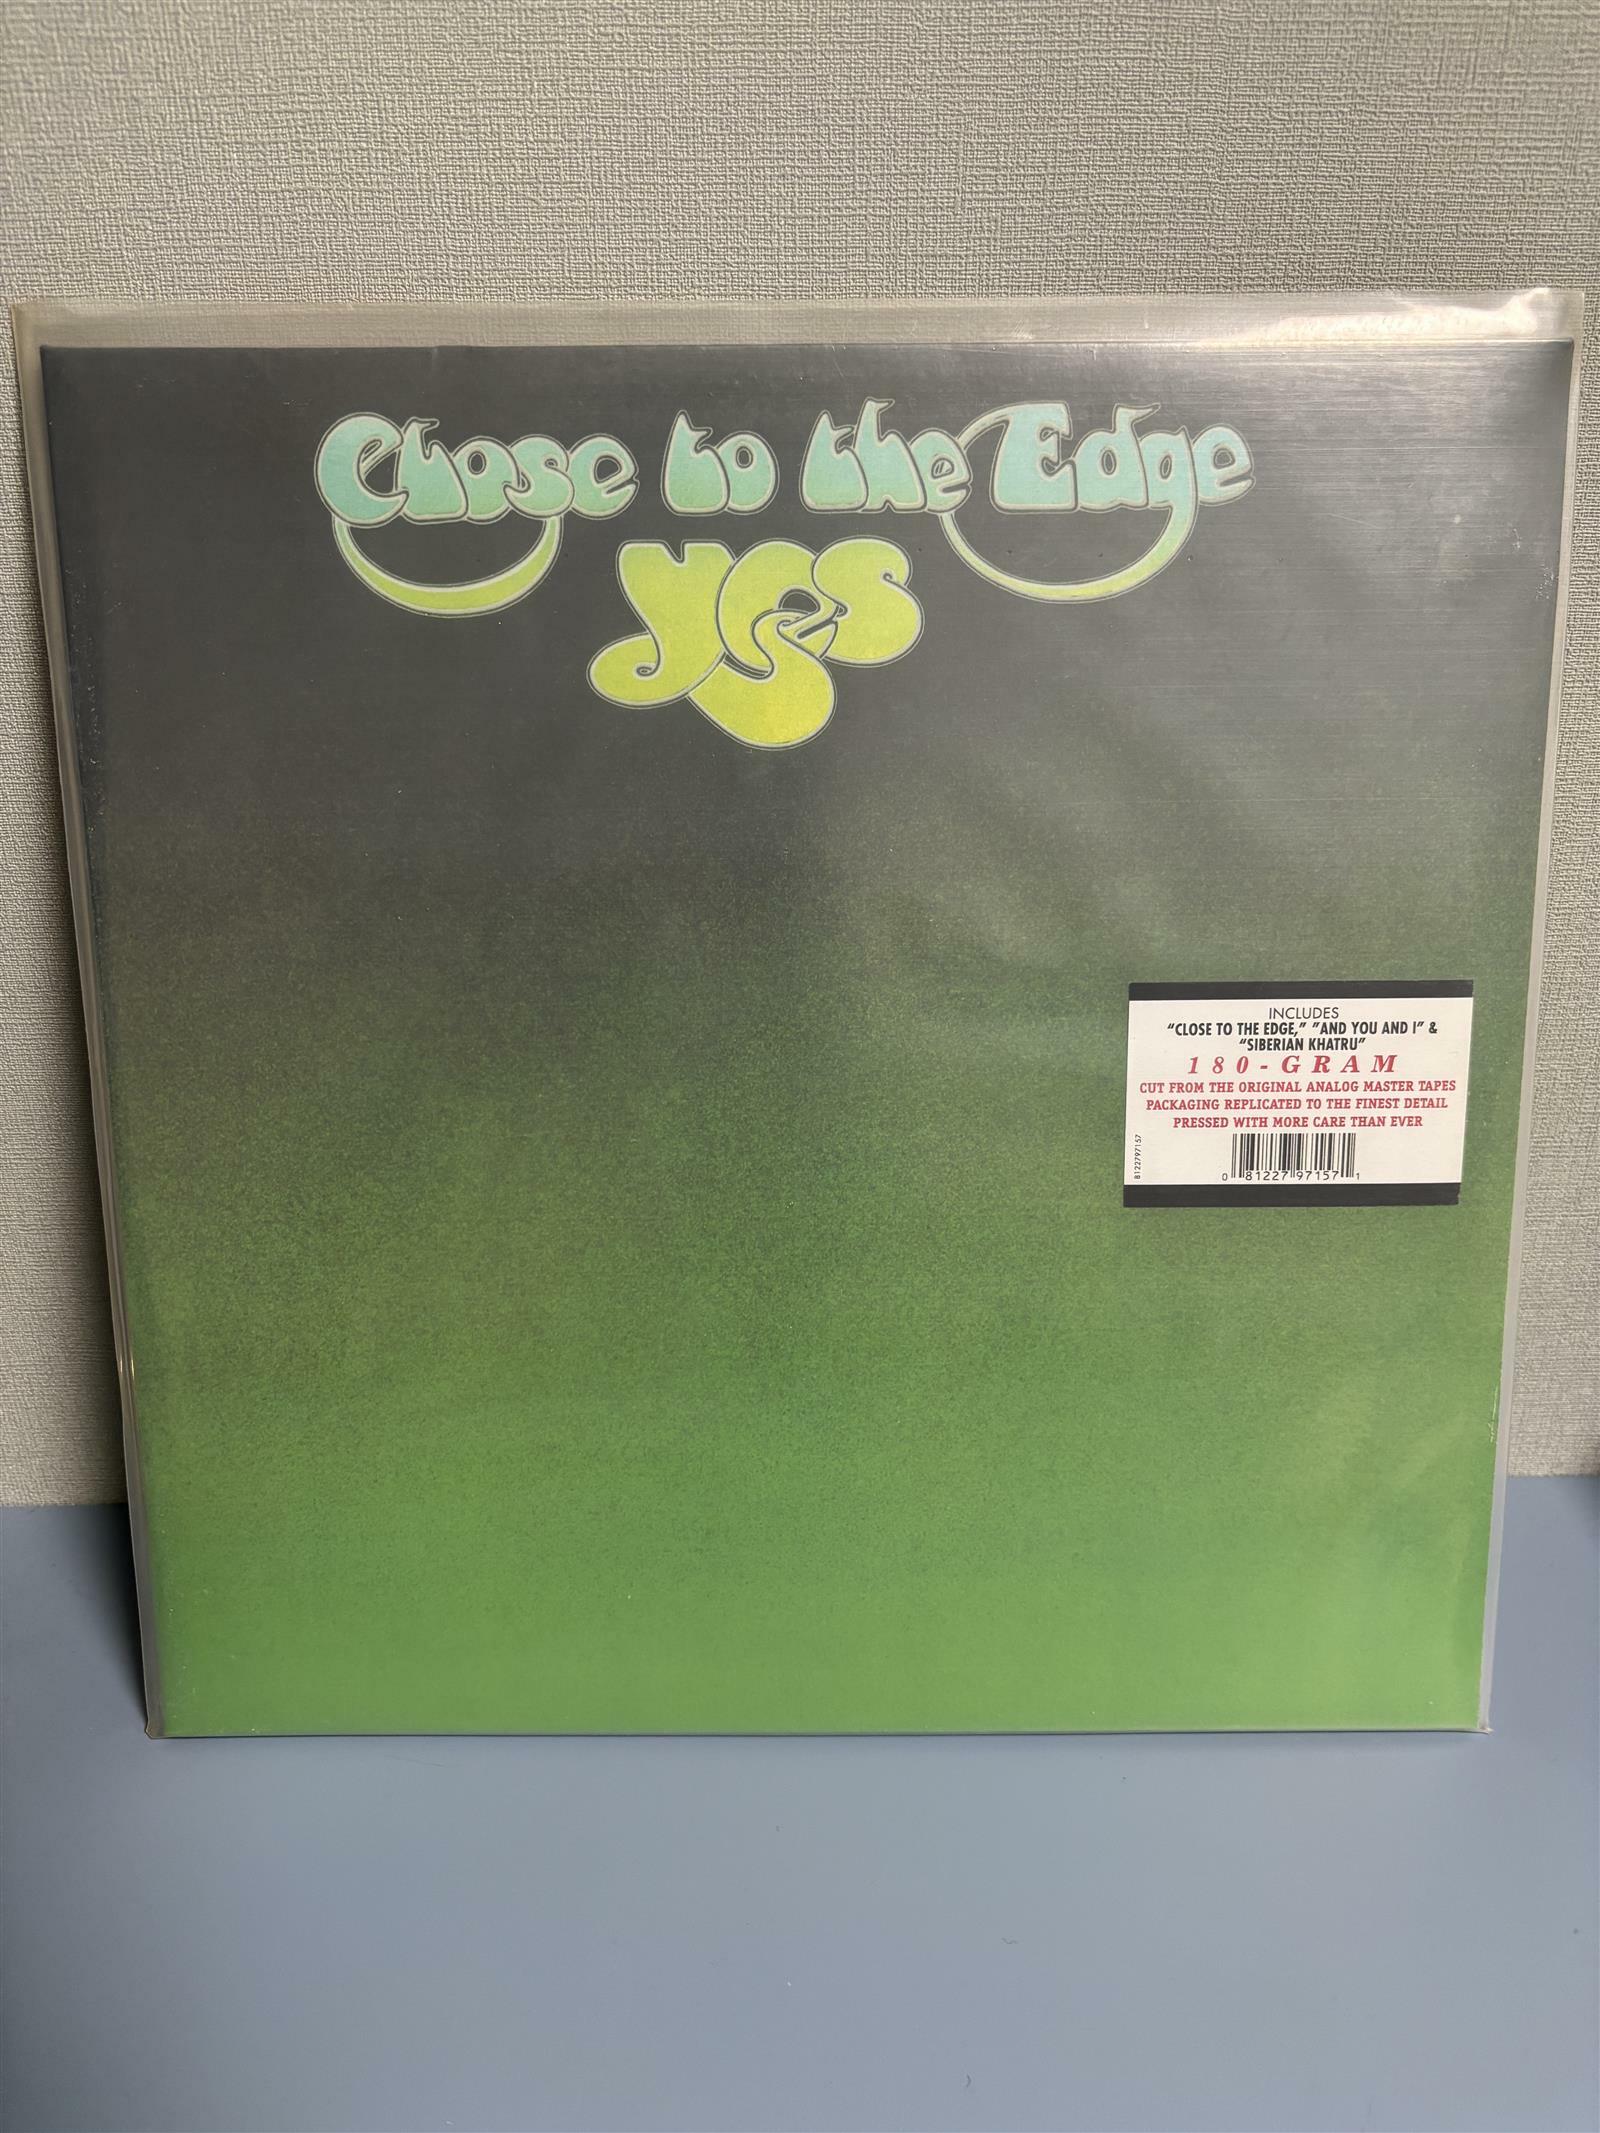 Close to the Edge
Yes
INCLUDES
"CLOSE TO THE EDGE," "AND YOU AND I" &
"SIBERIAN KHATRU"
180-GRAM
CUT FROM THE ORIGINAL ANALOG MASTER TAPES
PACKAGING REPLICATED TO THE FINEST DETAIL
PRESSED WITH MORE CARE THAN EVER
8122797157
0 81227 97157 1